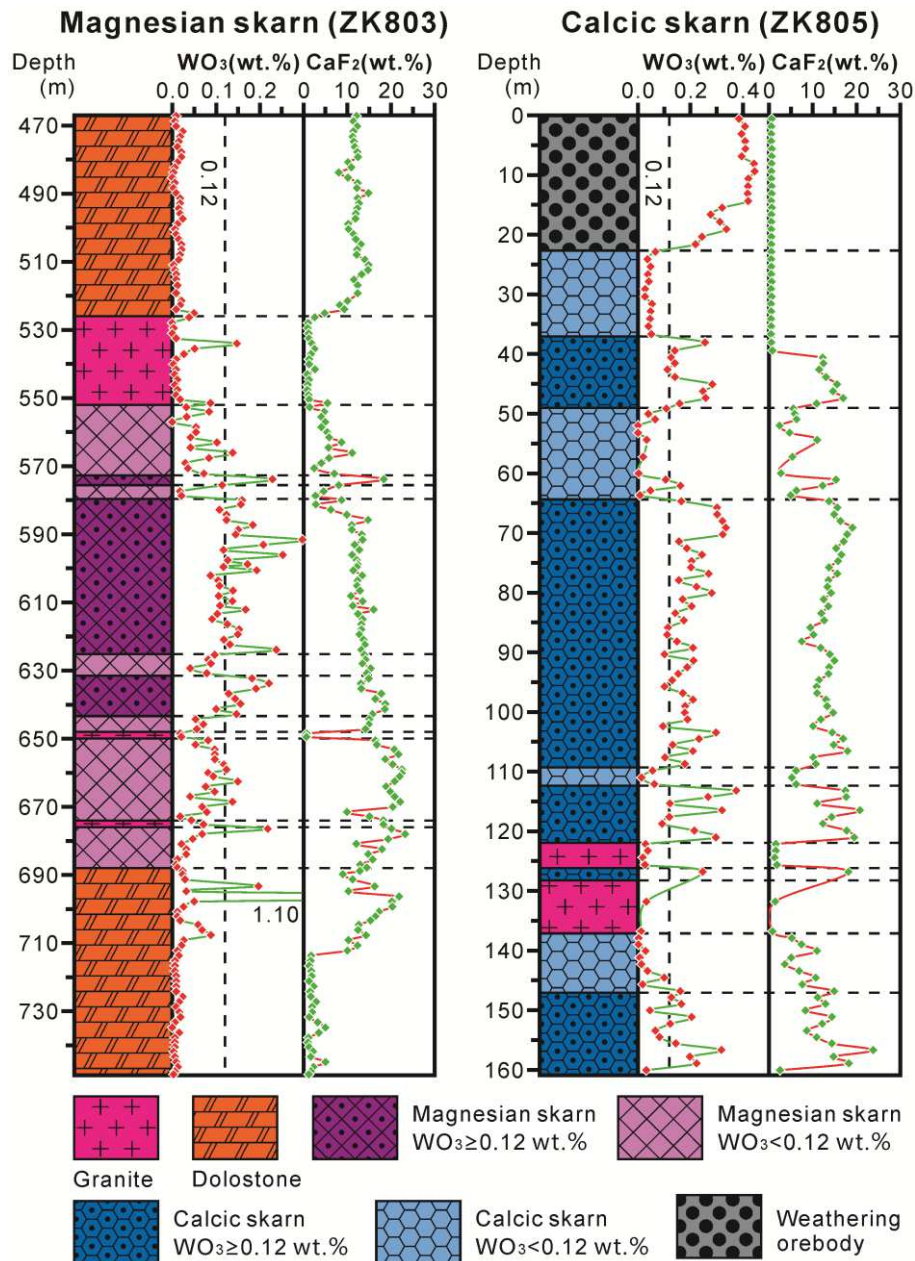 Magnesian skarn (ZK803)
Calcic skarn (ZK805)
Depth (m)
WO₃(wt.%)
CaF₂(wt.%)
0.0 0.1 0.2
0 10 20 30
470
490
510
530
550
570
590
610
630
650
670
690
710
730
0.12
1.10
Depth (m)
WO₃(wt.%)
CaF₂(wt.%)
0.0 0.2 0.4
0 10 20 30
0
10
20
30
40
50
60
70
80
90
100
110
120
130
140
150
160
0.12
Granite
Dolostone
Magnesian skarn
WO₃≥0.12 wt.%
Magnesian skarn
WO₃<0.12 wt.%
Calcic skarn
WO₃≥0.12 wt.%
Calcic skarn
WO₃<0.12 wt.%
Weathering
orebody